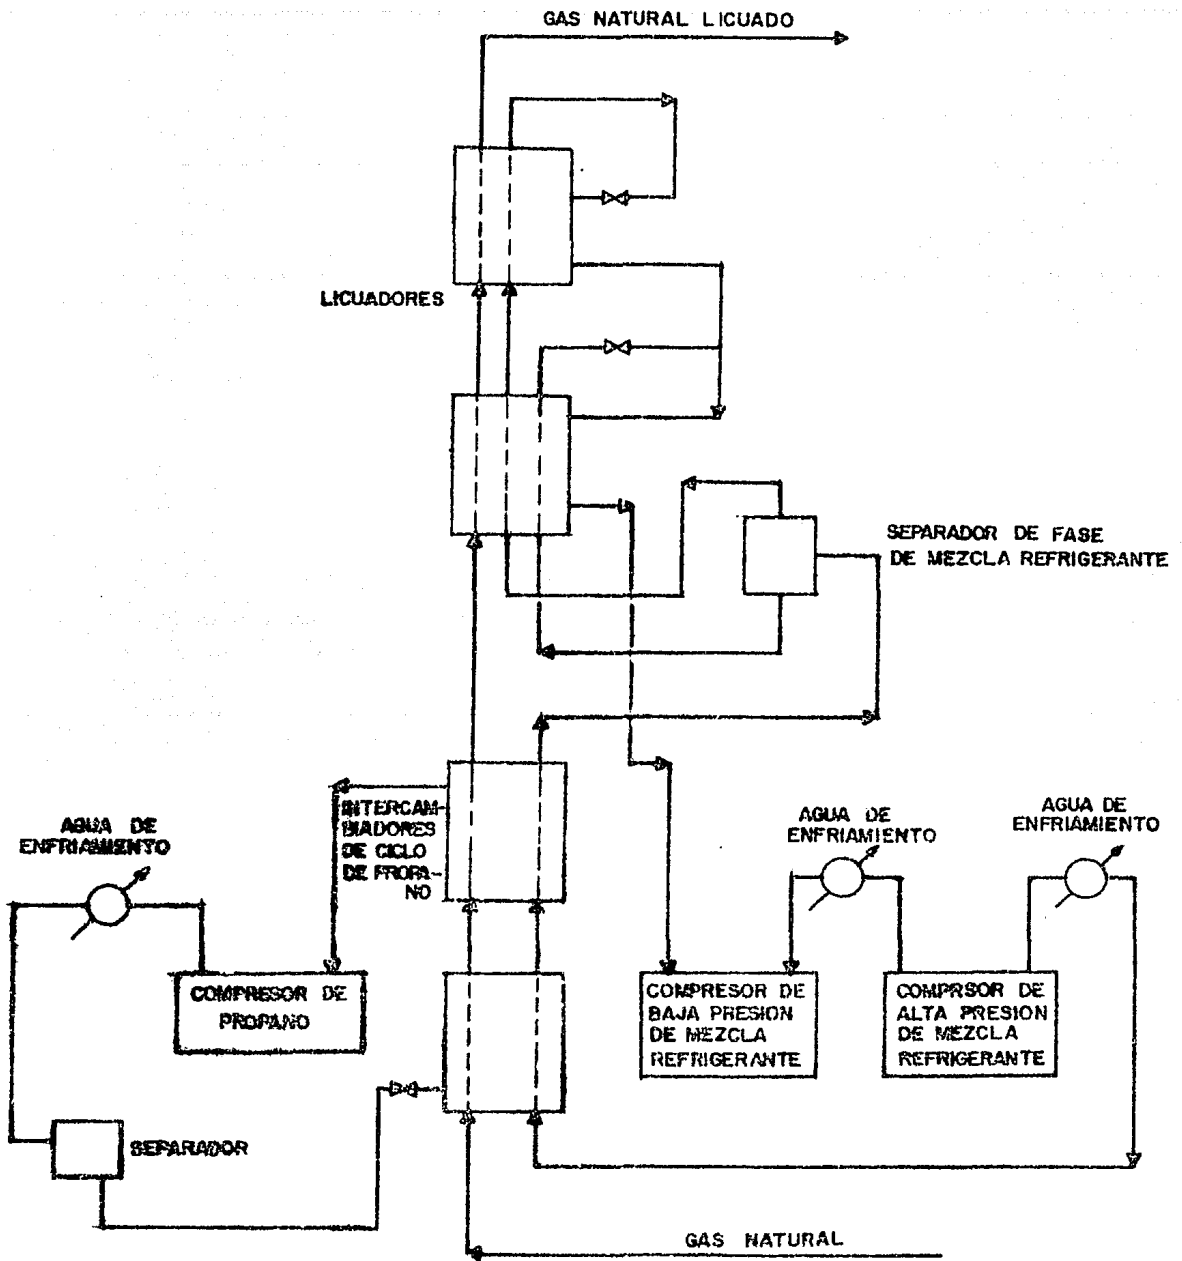 GAS NATURAL LICUADO
LICUADORES
SEPARADOR DE FASE
DE MEZCLA REFRIGERANTE
INTERCAM-
BIADORES
DE CICLO
DE PROPA-
NO
AGUA DE
ENFRIAMIENTO
AGUA DE
ENFRIAMIENTO
AGUA DE
ENFRIAMIENTO
COMPRESOR DE
PROPANO
COMPRESOR DE
BAJA PRESION
DE MEZCLA
REFRIGERANTE
COMPRSOR DE
ALTA PRESION
DE MEZCLA
REFRIGERANTE
SEPARADOR
GAS NATURAL